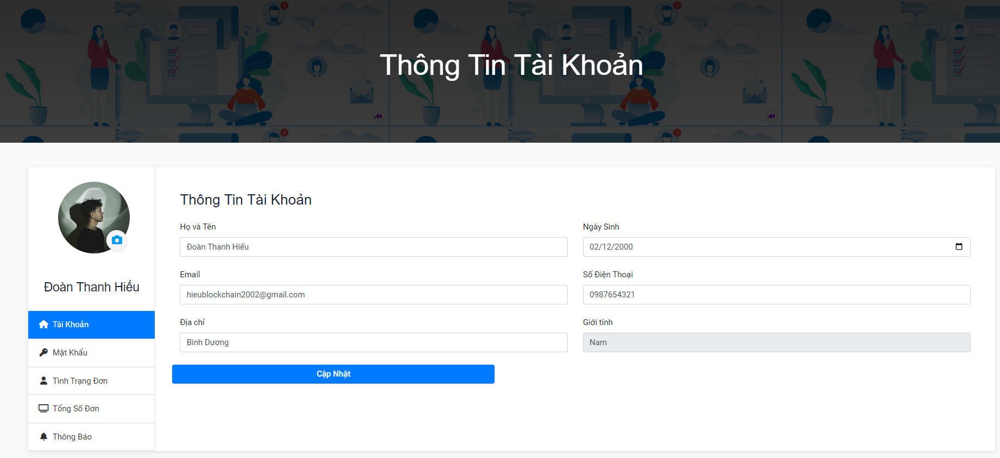 Thông Tin Tài Khoản
Đoàn Thanh Hiếu
Tài Khoản
Mật Khẩu
Tình Trạng Đơn
Tổng Số Đơn
Thông Báo
Thông Tin Tài Khoản
Họ và Tên
Đoàn Thanh Hiếu
Ngày Sinh
02/12/2000
Email
hieublockchain2002@gmail.com
Số Điện Thoại
0987654321
Địa chỉ
Bình Dương
Giới tính
Nam
Cập Nhật